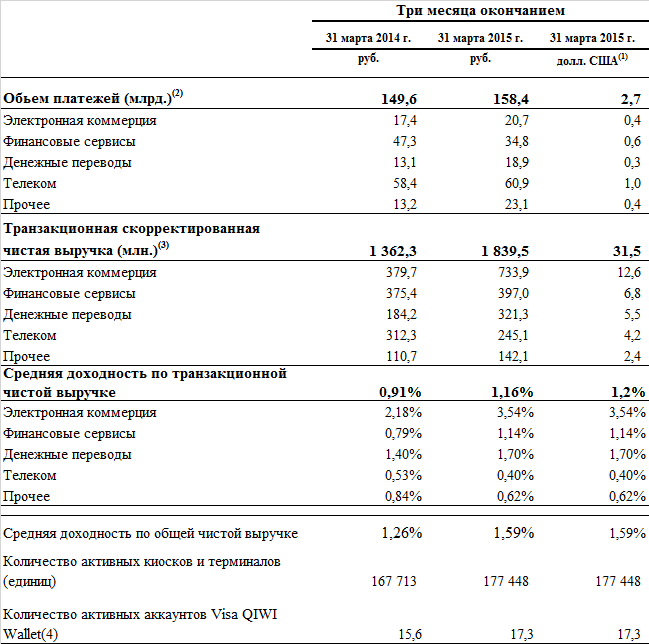 Три месяца окончанием
31 марта 2014 г. 31 марта 2015 г. 31 марта 2015 г.
руб. руб. долл. США(1)
Обьем платежей (млрд.)(2) 149,6 158,4 2,7
Электронная коммерция 17,4 20,7 0,4
Финансовые сервисы 47,3 34,8 0,6
Денежные переводы 13,1 18,9 0,3
Телеком 58,4 60,9 1,0
Прочее 13,2 23,1 0,4
Транзакционная скорректированная
чистая выручка (млн.)(3) 1 362,3 1 839,5 31,5
Электронная коммерция 379,7 733,9 12,6
Финансовые сервисы 375,4 397,0 6,8
Денежные переводы 184,2 321,3 5,5
Телеком 312,3 245,1 4,2
Прочее 110,7 142,1 2,4
Средняя доходность по транзакционной
чистой выручке 0,91% 1,16% 1,2%
Электронная коммерция 2,18% 3,54% 3,54%
Финансовые сервисы 0,79% 1,14% 1,14%
Денежные переводы 1,40% 1,70% 1,70%
Телеком 0,53% 0,40% 0,40%
Прочее 0,84% 0,62% 0,62%
Средняя доходность по общей чистой выручке 1,26% 1,59% 1,59%
Количество активных киосков и терминалов
(единиц) 167 713 177 448 177 448
Количество активных аккаунтов Visa QIWI
Wallet(4) 15,6 17,3 17,3